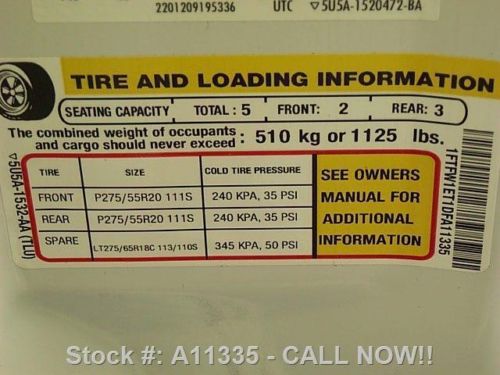 2201209195336 UTC ▽5U5A-1520472-BA
TIRE AND LOADING INFORMATION
SEATING CAPACITY TOTAL : 5 FRONT: 2 REAR: 3
The combined weight of occupants
and cargo should never exceed : 510 kg or 1125 lbs.
TIRE SIZE COLD TIRE PRESSURE
FRONT P275/55R20 111S 240 KPA, 35 PSI
REAR P275/55R20 111S 240 KPA, 35 PSI
SPARE LT275/65R18C 113/110S 345 KPA, 50 PSI
SEE OWNERS
MANUAL FOR
ADDITIONAL
INFORMATION
▽5U5A-1532-AA (TLU)
1FTFW1ET1DFA11335
Stock #: A11335 - CALL NOW!!